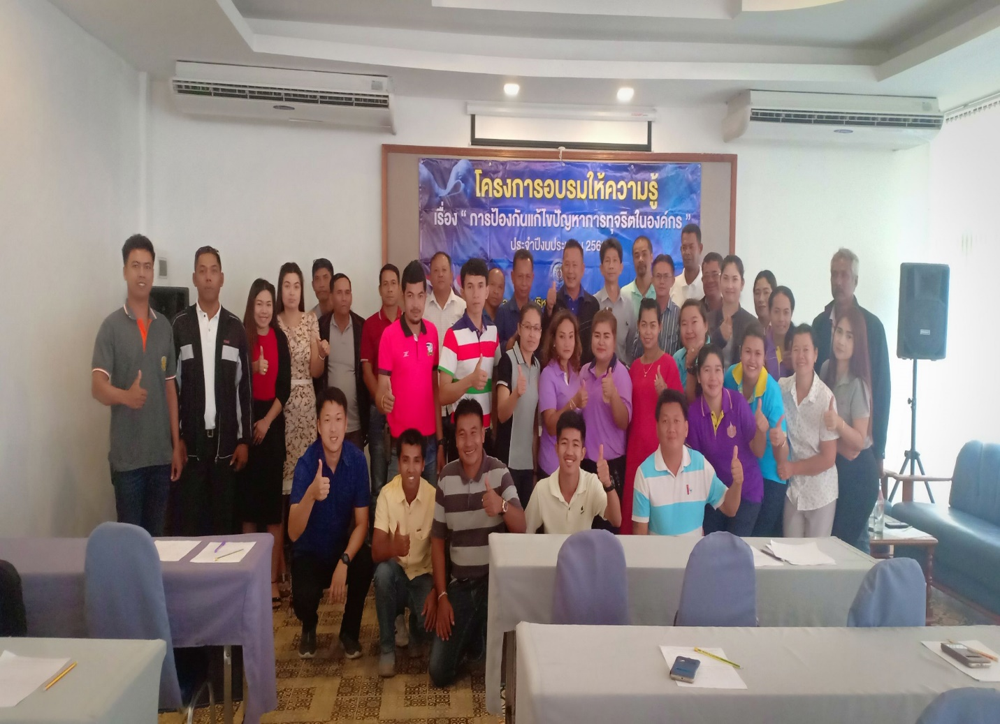 โครงการอบรมให้ความรู้
เรื่อง “ การป้องกันแก้ไขปัญหาการทุจริตในองค์กร ”
ประจำปีงบประมาณ